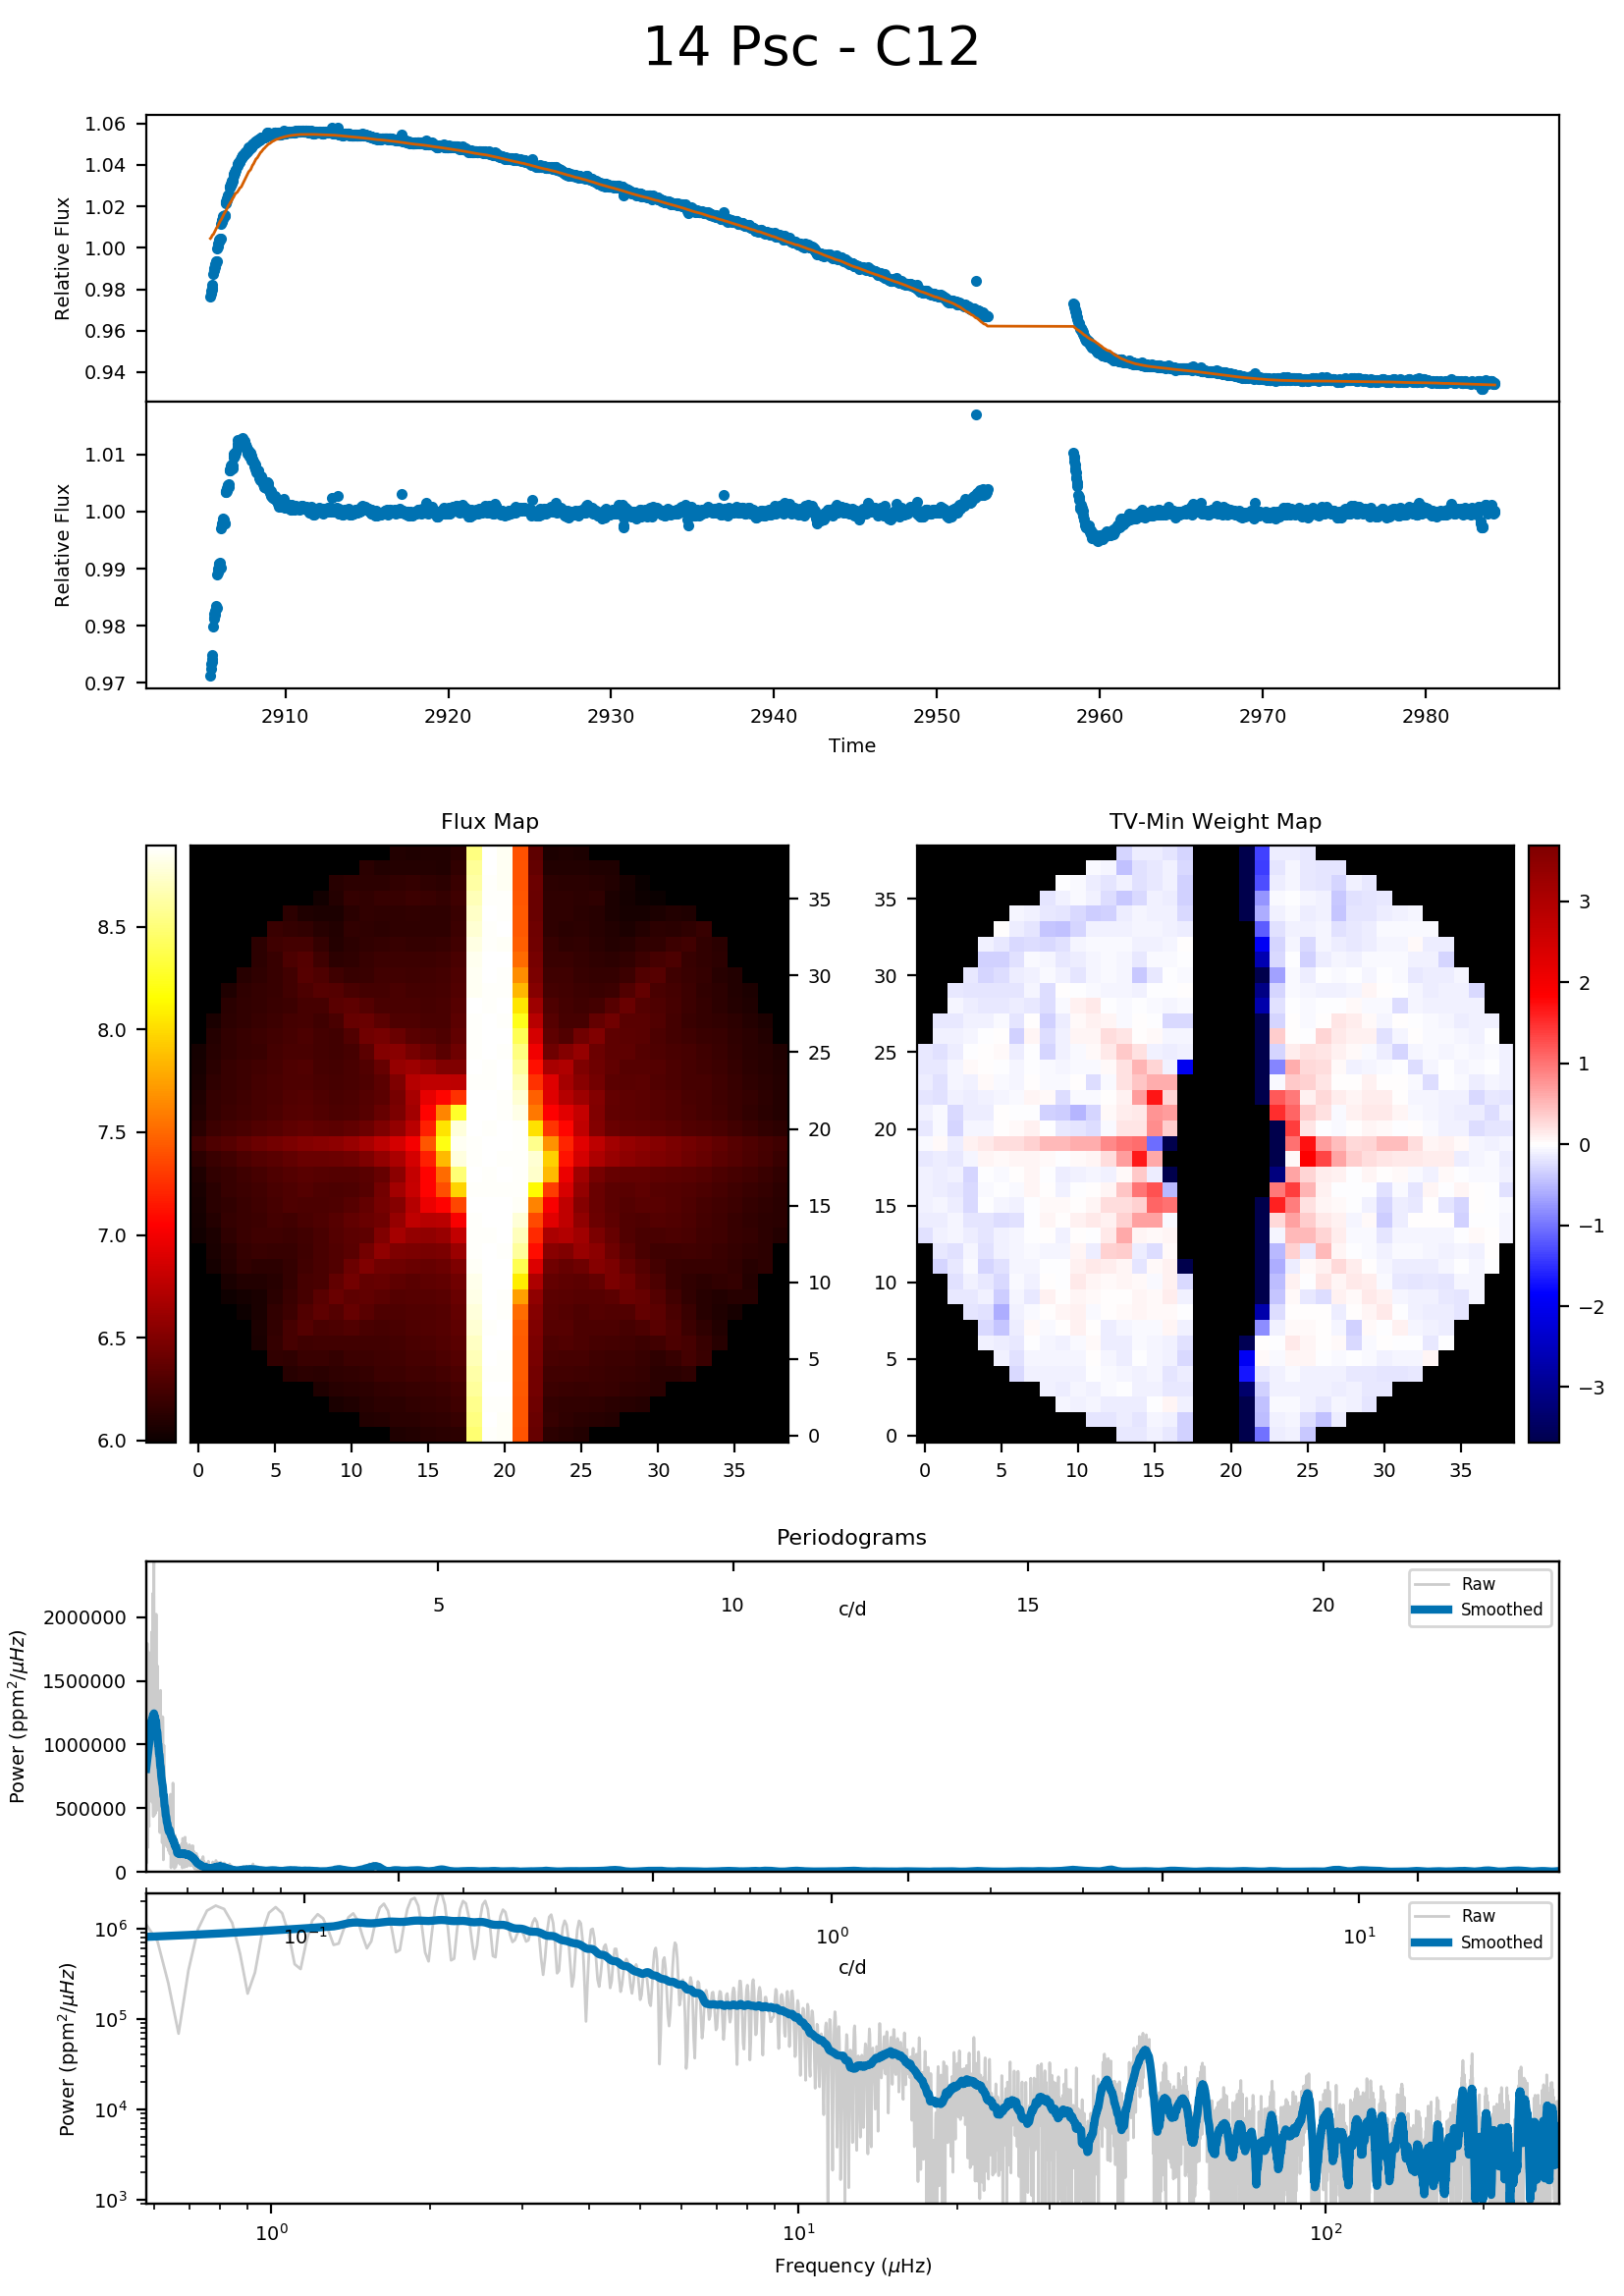 14 Psc - C12
1.06
1.04
1.02
1.00
0.98
0.96
0.94
Relative Flux
1.01
1.00
0.99
0.98
0.97
Relative Flux
2910 2920 2930 2940 2950 2960 2970 2980
Time
Flux Map
8.5
8.0
7.5
7.0
6.5
6.0
35
30
25
20
15
10
5
0
0 5 10 15 20 25 30 35
TV-Min Weight Map
35
30
25
20
15
10
5
0
0 5 10 15 20 25 30 35
3
2
1
0
−1
−2
−3
Periodograms
5 10 15 20
c/d
Raw
Smoothed
2000000
1500000
1000000
500000
0
Power (ppm²/μHz)
10⁻¹ 10⁰ 10¹
c/d
Raw
Smoothed
10⁶
10⁵
10⁴
10³
Power (ppm²/μHz)
10⁰ 10¹ 10²
Frequency (μHz)